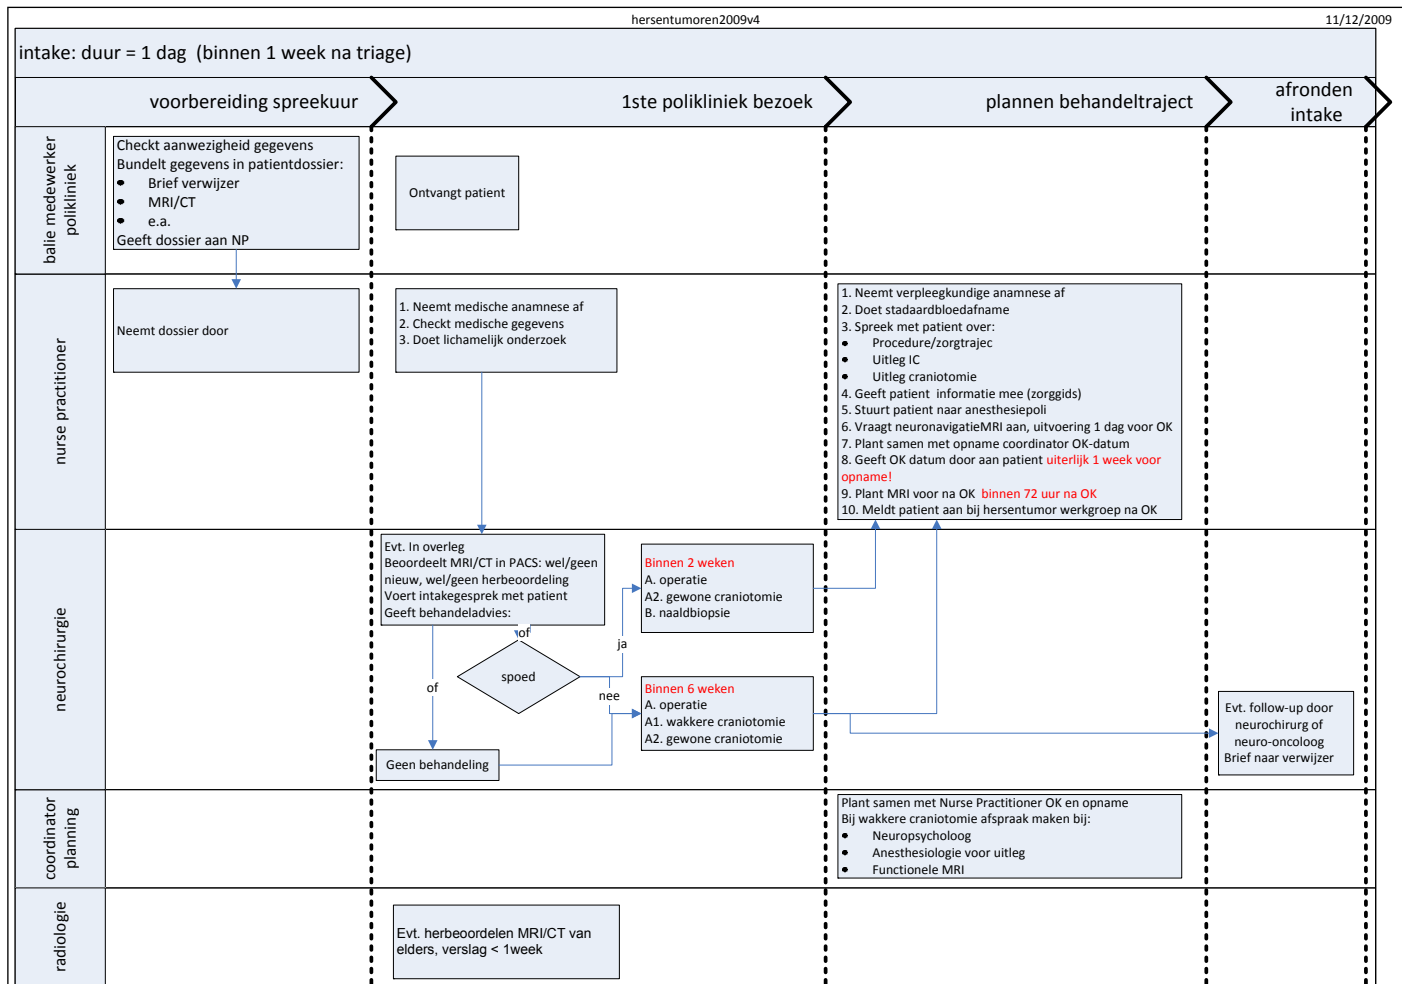 hersentumoren2009v4
11/12/2009
intake: duur = 1 dag  (binnen 1 week na triage)
voorbereiding spreekuur
1ste polikliniek bezoek
plannen behandeltraject
afronden
intake
balie medewerker
polikliniek
Checkt aanwezigheid gegevens
Bundelt gegevens in patientdossier:
• Brief verwijzer
• MRI/CT
• e.a.
Geeft dossier aan NP
Ontvangt patient
nurse practitioner
Neemt dossier door
1. Neemt medische anamnese af
2. Checkt medische gegevens
3. Doet lichamelijk onderzoek
1. Neemt verpleegkundige anamnese af
2. Doet stadaardbloedafname
3. Spreek met patient over:
• Procedure/zorgtrajec
• Uitleg IC
• Uitleg craniotomie
4. Geeft patient  informatie mee (zorggids)
5. Stuurt patient naar anesthesiepoli
6. Vraagt neuronavigatieMRI aan, uitvoering 1 dag voor OK
7. Plant samen met opname coordinator OK-datum
8. Geeft OK datum door aan patient uiterlijk 1 week voor
opname!
9. Plant MRI voor na OK  binnen 72 uur na OK
10. Meldt patient aan bij hersentumor werkgroep na OK
neurochirurgie
Evt. In overleg
Beoordeelt MRI/CT in PACS: wel/geen
nieuw, wel/geen herbeoordeling
Voert intakegesprek met patient
Geeft behandeladvies:
of
of
spoed
ja
nee
Geen behandeling
Binnen 2 weken
A. operatie
A2. gewone craniotomie
B. naaldbiopsie
Binnen 6 weken
A. operatie
A1. wakkere craniotomie
A2. gewone craniotomie
Evt. follow-up door
neurochirurg of
neuro-oncoloog
Brief naar verwijzer
coordinator
planning
Plant samen met Nurse Practitioner OK en opname
Bij wakkere craniotomie afspraak maken bij:
• Neuropsycholoog
• Anesthesiologie voor uitleg
• Functionele MRI
radiologie
Evt. herbeoordelen MRI/CT van
elders, verslag < 1week